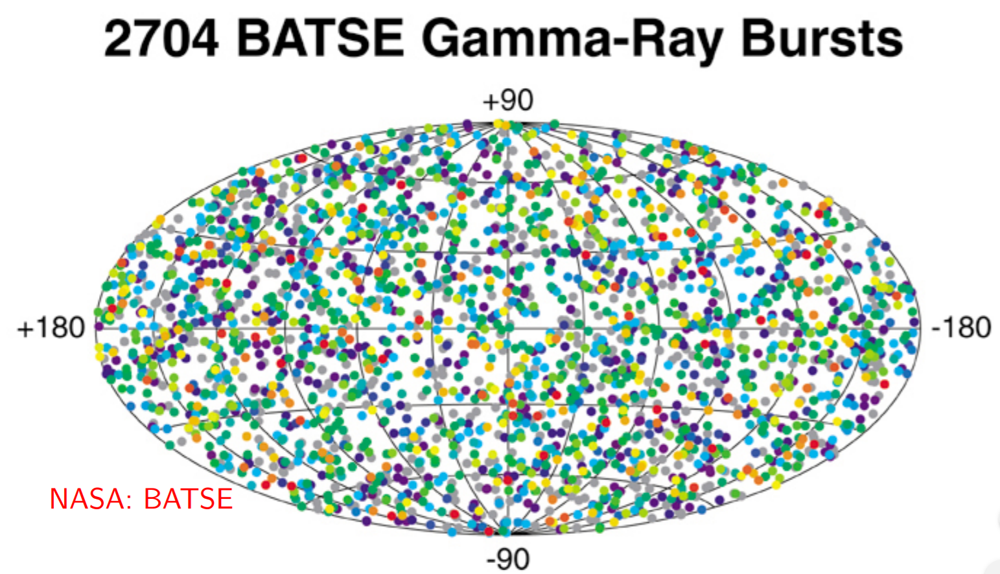 2704 BATSE Gamma-Ray Bursts
+90
+180
-180
NASA: BATSE
-90